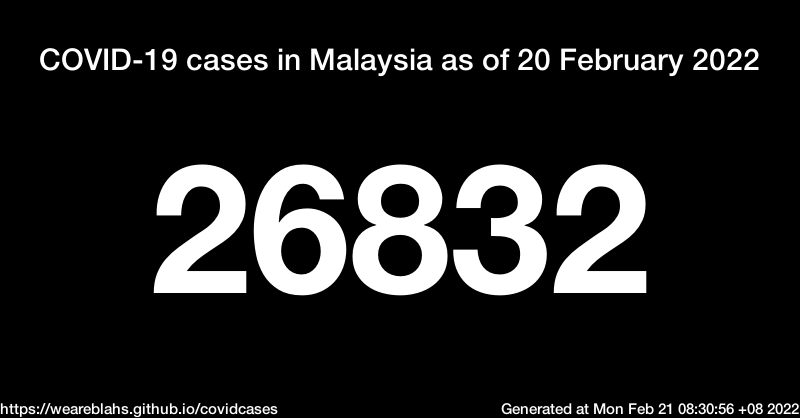 COVID-19 cases in Malaysia as of 20 February 2022
26832
https://weareblahs.github.io/covidcases
Generated at Mon Feb 21 08:30:56 +08 2022